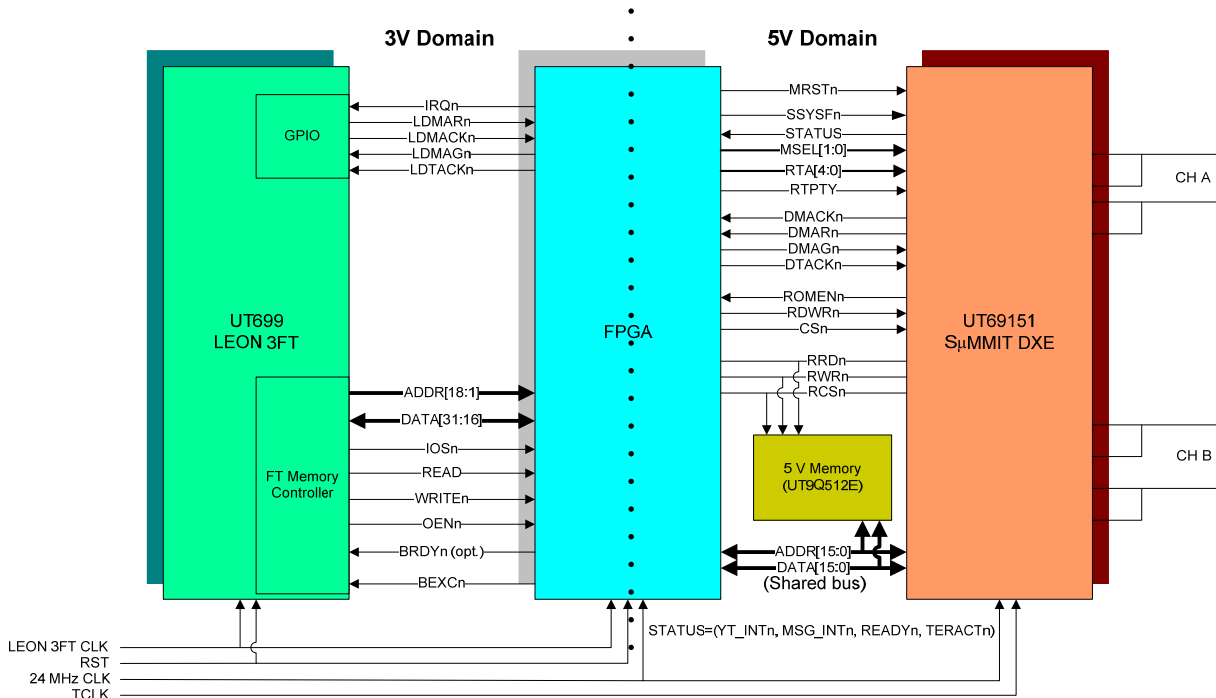 3V Domain
5V Domain
GPIO
IRQn
LDMARn
LDMACKn
LDMAGn
LDTACKn
UT699
LEON 3FT
FT Memory
Controller
ADDR[18:1]
DATA[31:16]
IOSn
READ
WRITEn
OEn
BRDYn (opt.)
BEXCn
FPGA
MRSTn
SSYSFn
STATUS
MSEL[1:0]
RTA[4:0]
RTPTY
DMACKn
DMARn
DMAGn
DTACKn
ROMENn
RDWRn
CSn
RRDn
RWRn
RCSn
5 V Memory
(UT9Q512E)
ADDR[15:0]
DATA[15:0]
(Shared bus)
UT69151
SµMMIT DXE
CH A
CH B
STATUS=(YT_INTn, MSG_INTn, READYn, TERACTn)
LEON 3FT CLK
RST
24 MHz CLK
TCLK